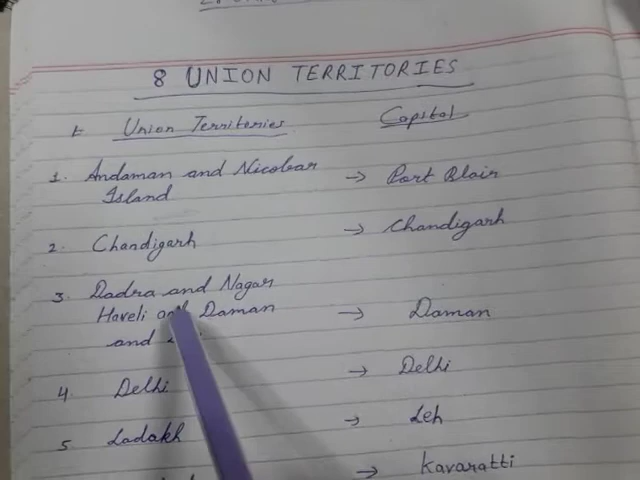 8 UNION TERRITORIES
Union Territories Capital
1. Andaman and Nicobar → Port Blair
Island
2. Chandigarh → Chandigarh
3. Dadra and Nagar
Haveli Daman → Daman
and
4. Delhi → Delhi
5. Ladakh → Leh
→ Kavaratti